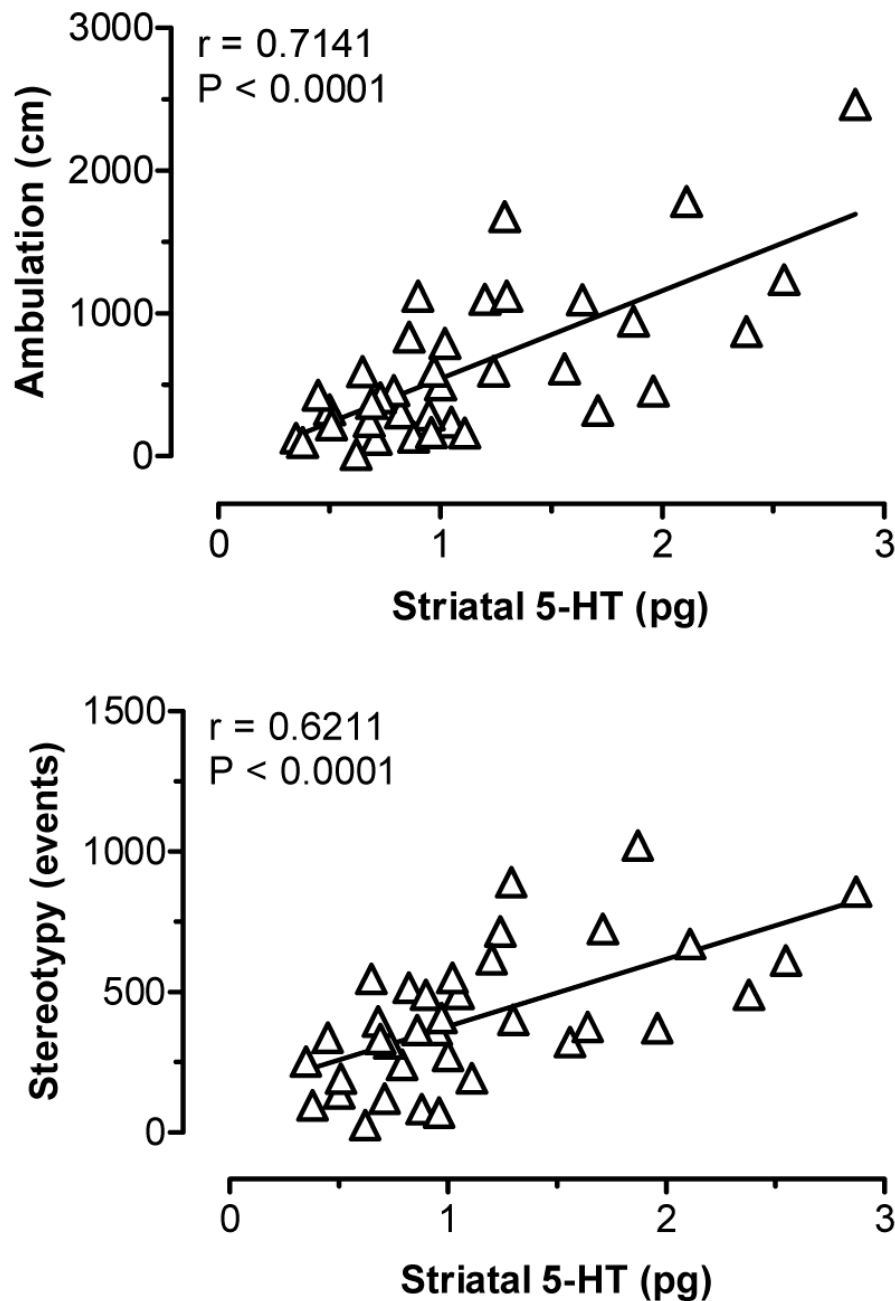 r = 0.7141
P < 0.0001
Ambulation (cm)
3000
2000
1000
0
0 1 2 3
Striatal 5-HT (pg)
r = 0.6211
P < 0.0001
Stereotypy (events)
1500
1000
500
0
0 1 2 3
Striatal 5-HT (pg)